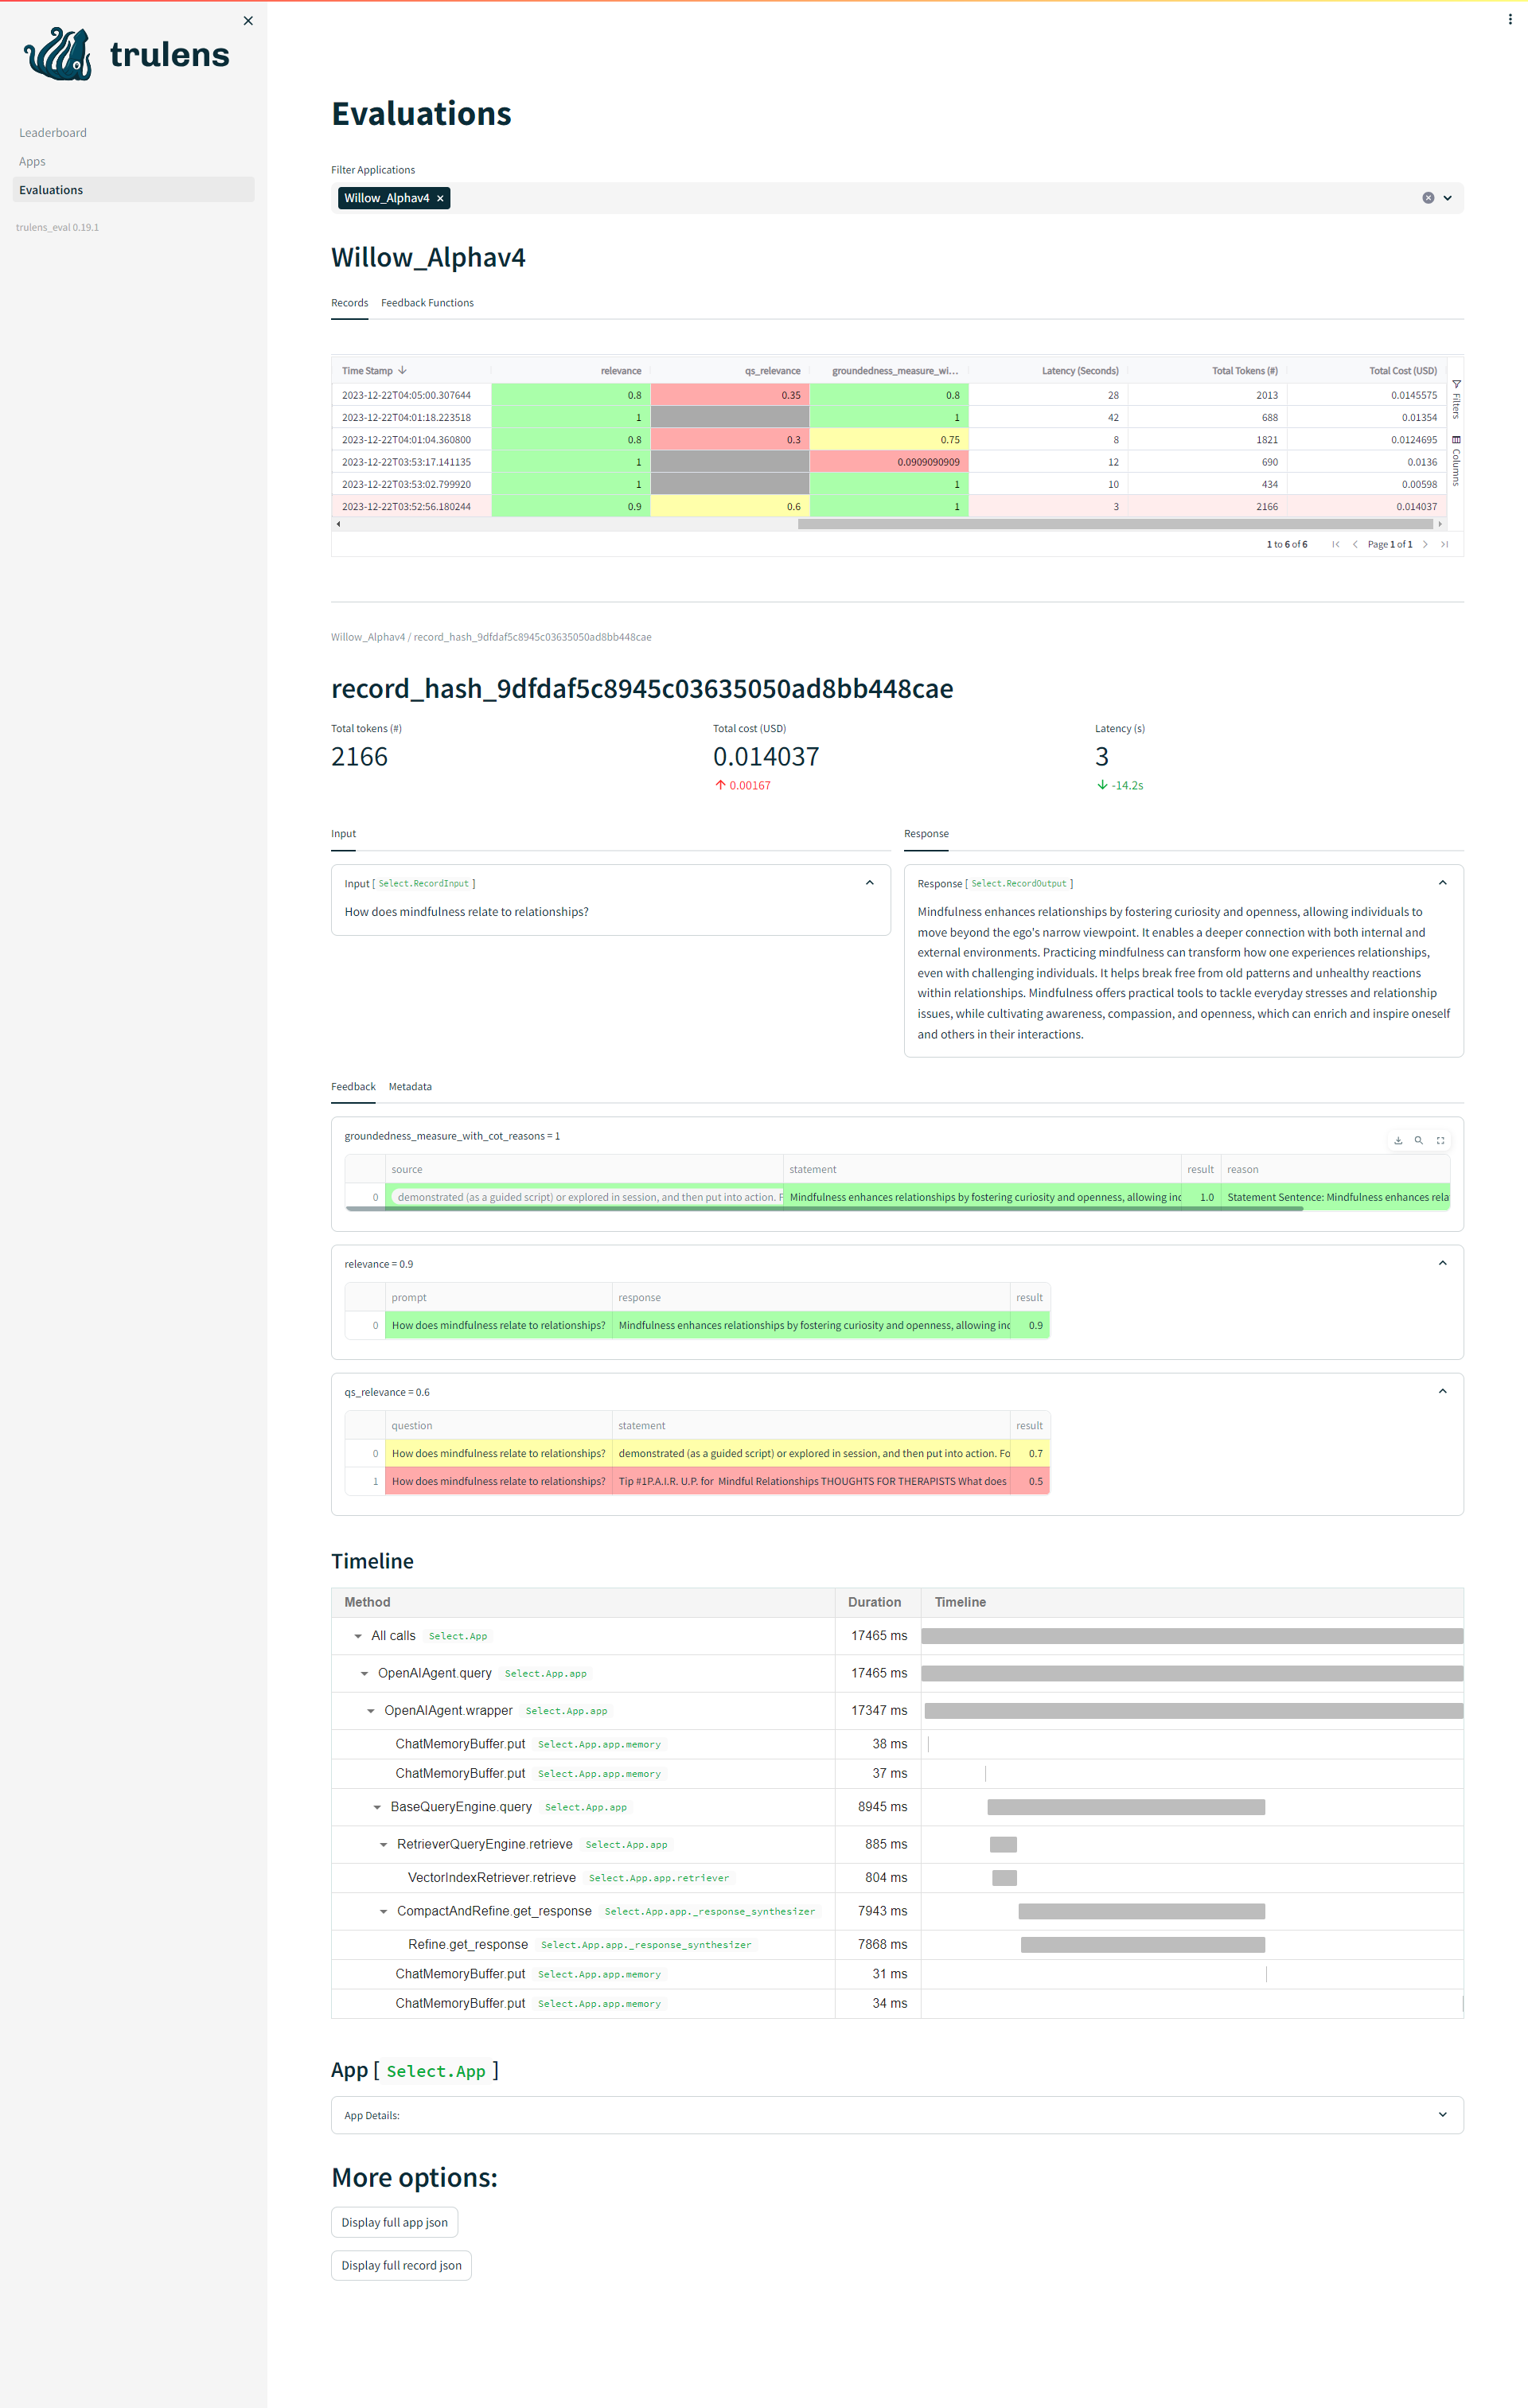 trulens
Leaderboard
Apps
Evaluations
trulens_eval 0.19.1
Evaluations
Filter Applications
Willow_Alphav4
Willow_Alphav4
Records Feedback Functions
Time Stamp relevance qs_relevance groundedness_measure_wi... Latency (Seconds) Total Tokens (#) Total Cost (USD)
2023-12-22T04:05:00.307644 0.8 0.35 0.8 28 2013 0.0145575
2023-12-22T04:01:18.223518 1 1 42 688 0.01354
2023-12-22T04:01:04.360800 0.8 0.3 0.75 8 1821 0.0124695
2023-12-22T03:53:17.141135 1 0.0909090909 12 690 0.0136
2023-12-22T03:53:02.799920 1 1 10 434 0.00598
2023-12-22T03:52:56.180244 0.9 0.6 1 3 2166 0.014037
Filters
Columns
1 to 6 of 6 Page 1 of 1
Willow_Alphav4 / record_hash_9dfdaf5c8945c03635050ad8bb448cae
record_hash_9dfdaf5c8945c03635050ad8bb448cae
Total tokens (#) Total cost (USD) Latency (s)
2166 0.014037 3
0.00167 -14.2s
Input
Input [ Select.RecordInput ]
How does mindfulness relate to relationships?
Response
Response [ Select.RecordOutput ]
Mindfulness enhances relationships by fostering curiosity and openness, allowing individuals to
move beyond the ego's narrow viewpoint. It enables a deeper connection with both internal and
external environments. Practicing mindfulness can transform how one experiences relationships,
even with challenging individuals. It helps break free from old patterns and unhealthy reactions
within relationships. Mindfulness offers practical tools to tackle everyday stresses and relationship
issues, while cultivating awareness, compassion, and openness, which can enrich and inspire oneself
and others in their interactions.
Feedback Metadata
groundedness_measure_with_cot_reasons = 1
source statement result reason
0 demonstrated (as a guided script) or explored in session, and then put into action. F Mindfulness enhances relationships by fostering curiosity and openness, allowing ind 1.0 Statement Sentence: Mindfulness enhances rela
relevance = 0.9
prompt response result
0 How does mindfulness relate to relationships? Mindfulness enhances relationships by fostering curiosity and openness, allowing ind 0.9
qs_relevance = 0.6
question statement result
0 How does mindfulness relate to relationships? demonstrated (as a guided script) or explored in session, and then put into action. Fo 0.7
1 How does mindfulness relate to relationships? Tip #1P.A.I.R. U.P. for Mindful Relationships THOUGHTS FOR THERAPISTS What does 0.5
Timeline
Method Duration Timeline
All calls Select.App 17465 ms
OpenAIAgent.query Select.App.app 17465 ms
OpenAIAgent.wrapper Select.App.app 17347 ms
ChatMemoryBuffer.put Select.App.app.memory 38 ms
ChatMemoryBuffer.put Select.App.app.memory 37 ms
BaseQueryEngine.query Select.App.app 8945 ms
RetrieverQueryEngine.retrieve Select.App.app 885 ms
VectorIndexRetriever.retrieve Select.App.app.retriever 804 ms
CompactAndRefine.get_response Select.App.app._response_synthesizer 7943 ms
Refine.get_response Select.App.app._response_synthesizer 7868 ms
ChatMemoryBuffer.put Select.App.app.memory 31 ms
ChatMemoryBuffer.put Select.App.app.memory 34 ms
App [ Select.App ]
App Details:
More options:
Display full app json
Display full record json